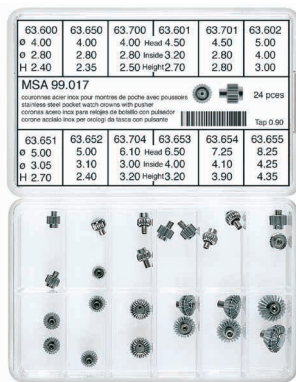 63.600 63.650 63.700 63.601 63.701 63.602
ø 4.00 4.00 4.00 Head 4.50 4.50 5.00
ø 2.80 2.80 2.80 Inside 3.20 2.80 4.00
H 2.40 2.35 2.50 Height 2.70 2.80 3.00
MSA 99.017
couronnes acier inox pour montres de poche avec poussoirs
stainless steel pocket watch crowns with pusher
coronas acero inox para relojes de bolsillo con pulsador
corone acciaio inox per orologi da tasca con pulsante
24 pces
Tap 0.90
63.651 63.652 63.704 63.653 63.654 63.655
ø 5.00 5.00 6.10 Head 6.50 7.25 8.25
ø 3.05 3.10 3.00 Inside 4.00 4.10 4.25
H 2.70 2.40 3.20 Height 3.20 3.90 4.35